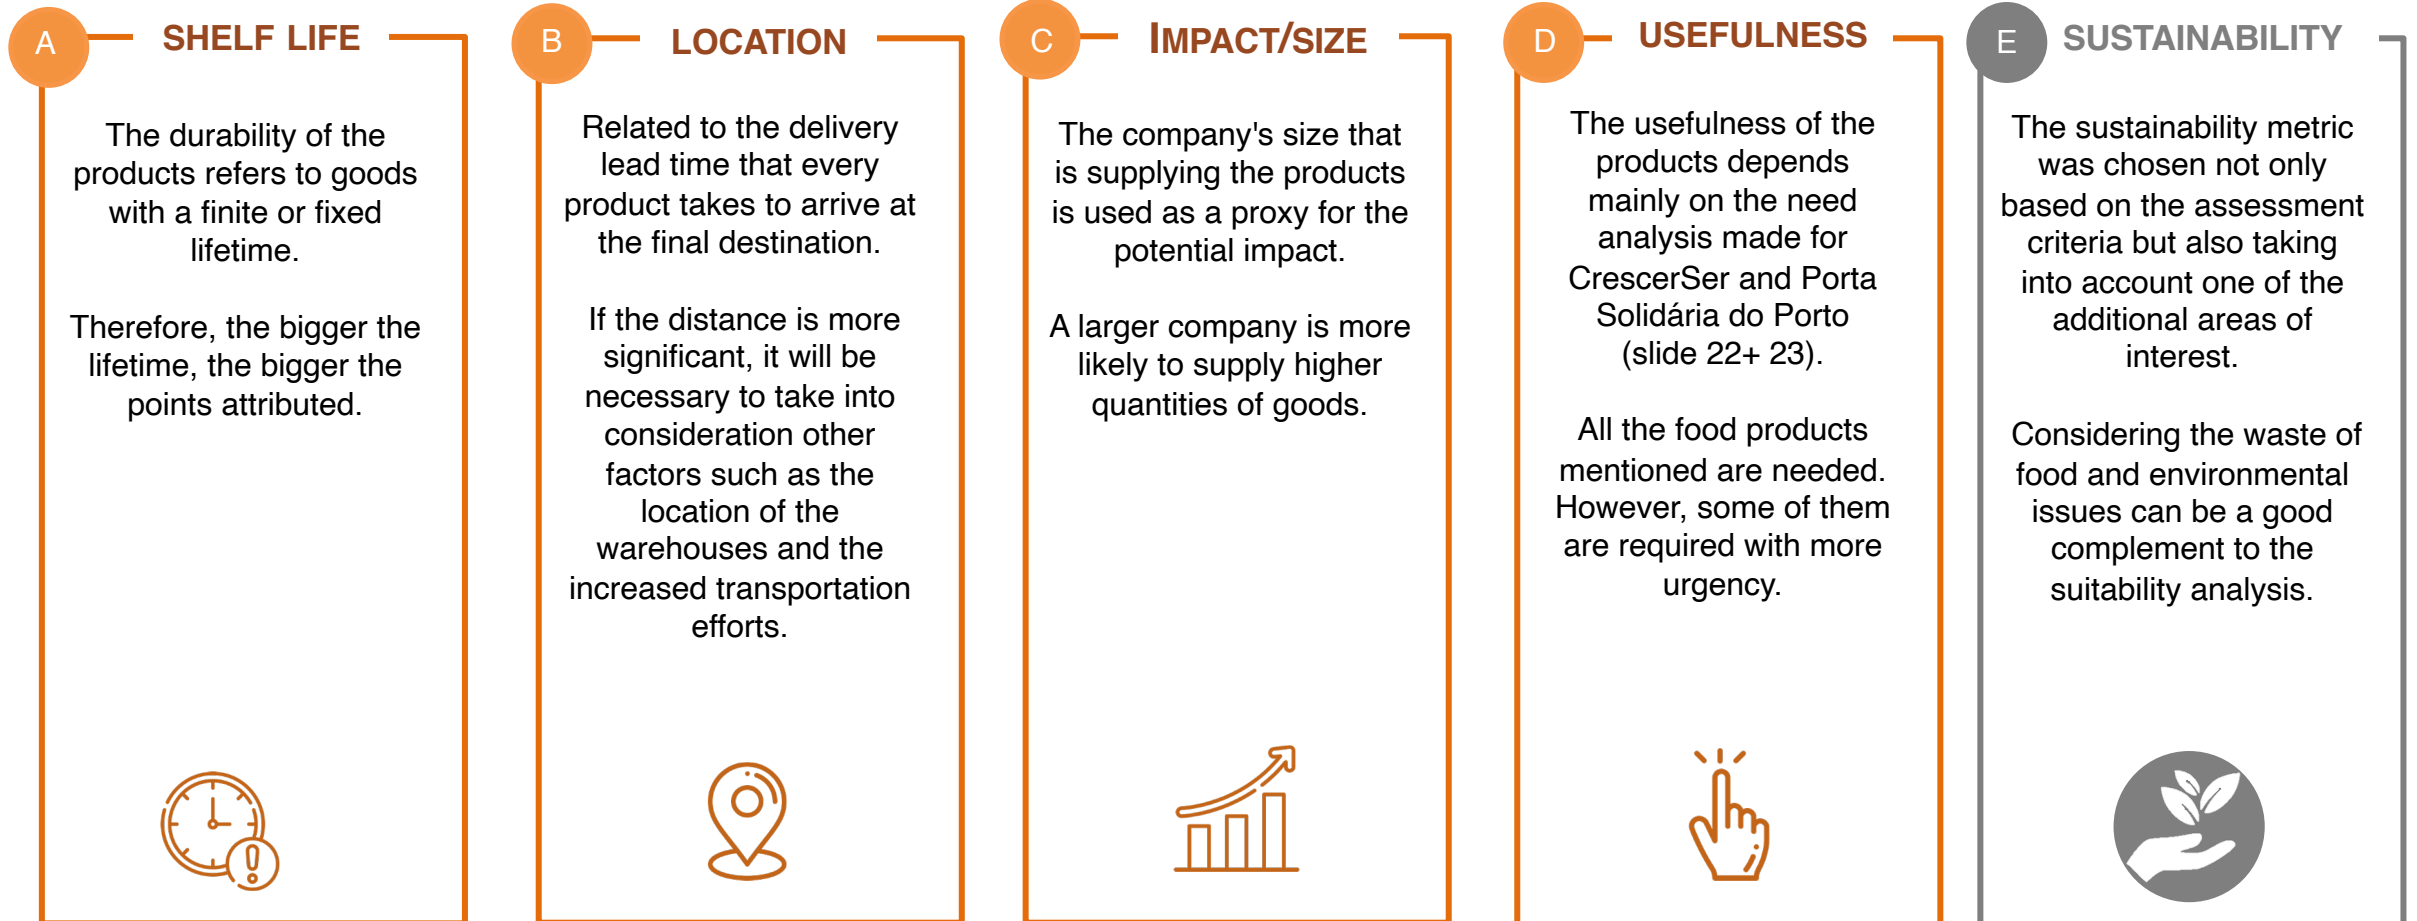 A
SHELF LIFE
The durability of the
products refers to goods
with a finite or fixed
lifetime.
Therefore, the bigger the
lifetime, the bigger the
points attributed.
B
LOCATION
Related to the delivery
lead time that every
product takes to arrive at
the final destination.
If the distance is more
significant, it will be
necessary to take into
consideration other
factors such as the
location of the
warehouses and the
increased transportation
efforts.
C
IMPACT/SIZE
The company's size that
is supplying the products
is used as a proxy for the
potential impact.
A larger company is more
likely to supply higher
quantities of goods.
D
USEFULNESS
The usefulness of the
products depends
mainly on the need
analysis made for
CrescerSer and Porta
Solidária do Porto
(slide 22+ 23).
All the food products
mentioned are needed.
However, some of them
are required with more
urgency.
E
SUSTAINABILITY
The sustainability metric
was chosen not only
based on the assessment
criteria but also taking
into account one of the
additional areas of
interest.
Considering the waste of
food and environmental
issues can be a good
complement to the
suitability analysis.